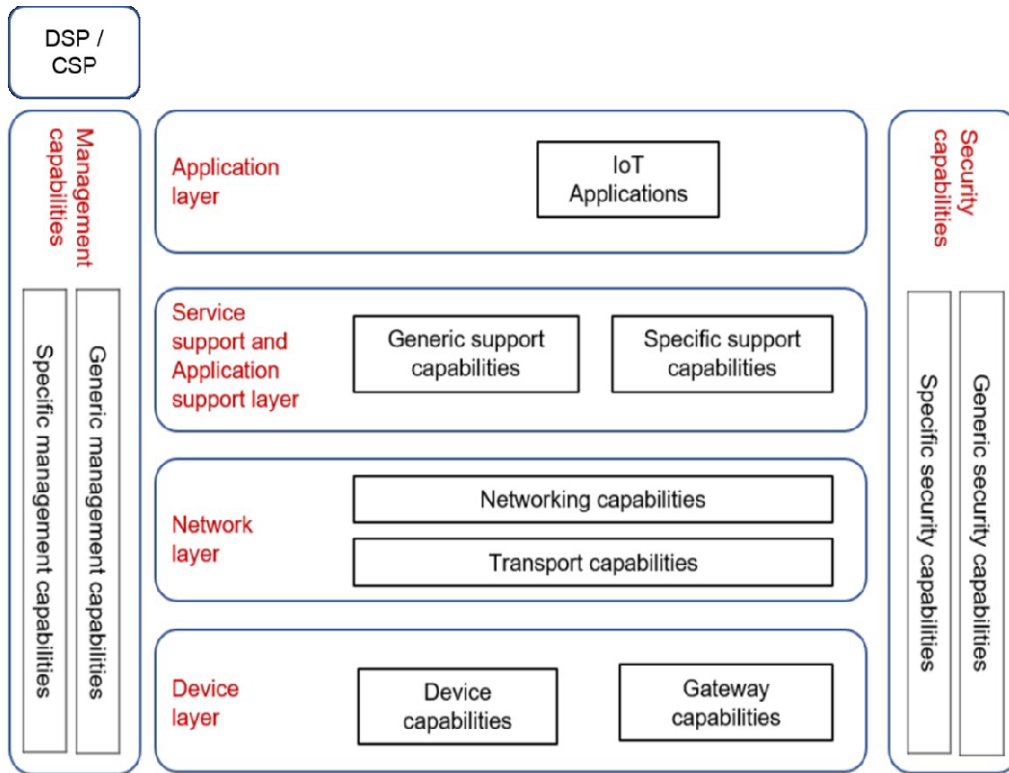 DSP /
CSP
Management
capabilities
Specific management capabilities
Generic management capabilities
Application
layer
IoT
Applications
Service
support and
Application
support layer
Generic support
capabilities
Specific support
capabilities
Network
layer
Networking capabilities
Transport capabilities
Device
layer
Device
capabilities
Gateway
capabilities
Security
capabilities
Specific security capabilities
Generic security capabilities